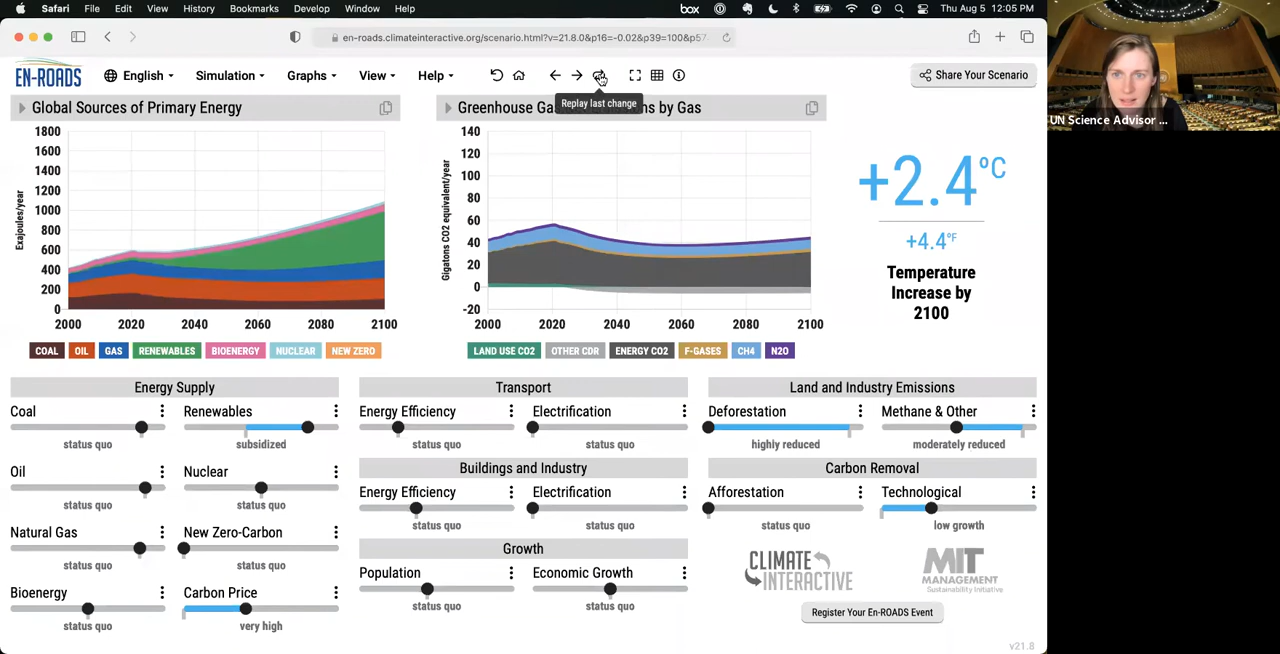 Safari File Edit View History Bookmarks Develop Window Help box Thu Aug 5 12:05 PM
en-roads.climateinteractive.org/scenario.html?v=21.8.0&p16=-0.02&p39=100&p57-
EN-ROADS English Simulation Graphs View Help Share Your Scenario
Replay last change
Global Sources of Primary Energy
1800
1600
1400
1200
1000
800
600
400
200
0
Exajoules/year
2000 2020 2040 2060 2080 2100
COAL OIL GAS RENEWABLES BIOENERGY NUCLEAR NEW ZERO
Greenhouse Ga ns by Gas
140
120
100
80
60
40
20
0
-20
Gigatons CO2 equivalent/year
2000 2020 2040 2060 2080 2100
LAND USE CO2 OTHER CDR ENERGY CO2 F-GASES CH4 N2O
+2.4°C
+4.4°F
Temperature
Increase by
2100
UN Science Advisor ...
Energy Supply
Coal Renewables
status quo subsidized
Oil Nuclear
status quo status quo
Natural Gas New Zero-Carbon
status quo status quo
Bioenergy Carbon Price
status quo very high
Transport
Energy Efficiency Electrification
status quo status quo
Buildings and Industry
Energy Efficiency Electrification
status quo status quo
Growth
Population Economic Growth
status quo status quo
Land and Industry Emissions
Deforestation Methane & Other
highly reduced moderately reduced
Carbon Removal
Afforestation Technological
status quo low growth
CLIMATE
INTERACTIVE
MIT
MANAGEMENT
Sustainability Initiative
Register Your En-ROADS Event
v21.8